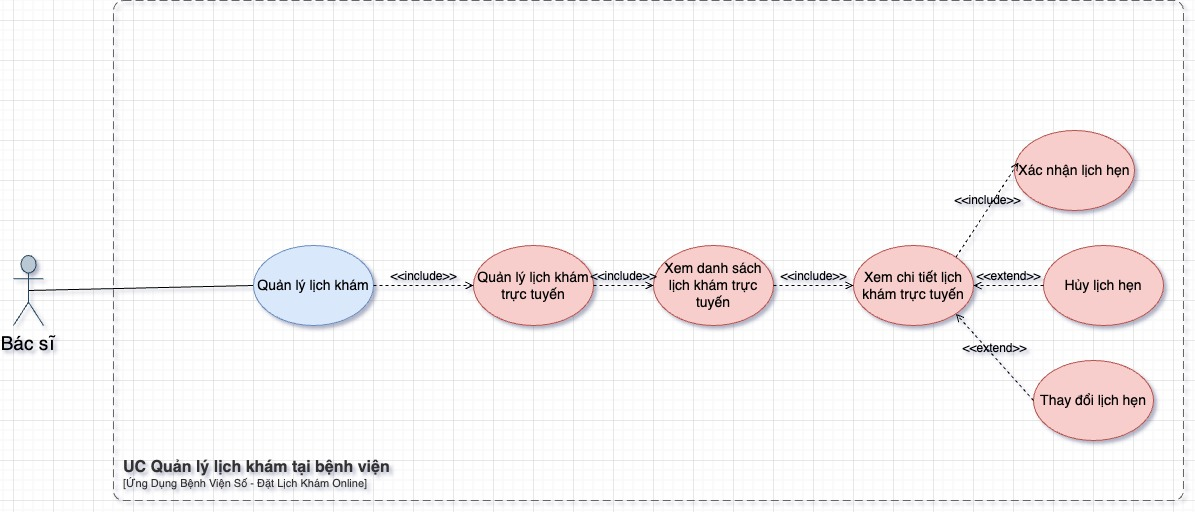 Xác nhận lịch hẹn
<<include>>
Bác sĩ
Quản lý lịch khám
<<include>>
Quản lý lịch khám
trực tuyến
<<include>>
Xem danh sách
lịch khám trực
tuyến
<<include>>
Xem chi tiết lịch
khám trực tuyến
<<extend>>
Hủy lịch hẹn
<<extend>>
Thay đổi lịch hẹn
UC Quản lý lịch khám tại bệnh viện
[Ứng Dụng Bệnh Viện Số - Đặt Lịch Khám Online]